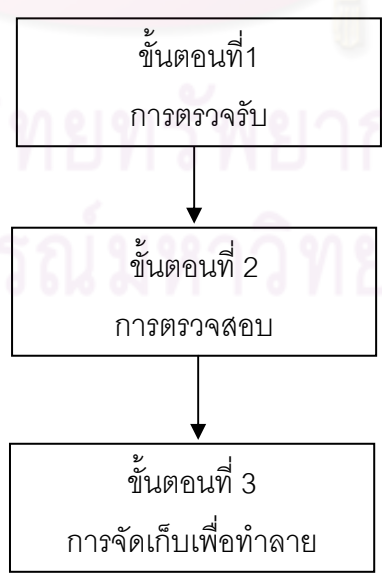 ขั้นตอนที่1
การตรวจรับ
ขั้นตอนที่ 2
การตรวจสอบ
ขั้นตอนที่ 3
การจัดเก็บเพื่อทำลาย